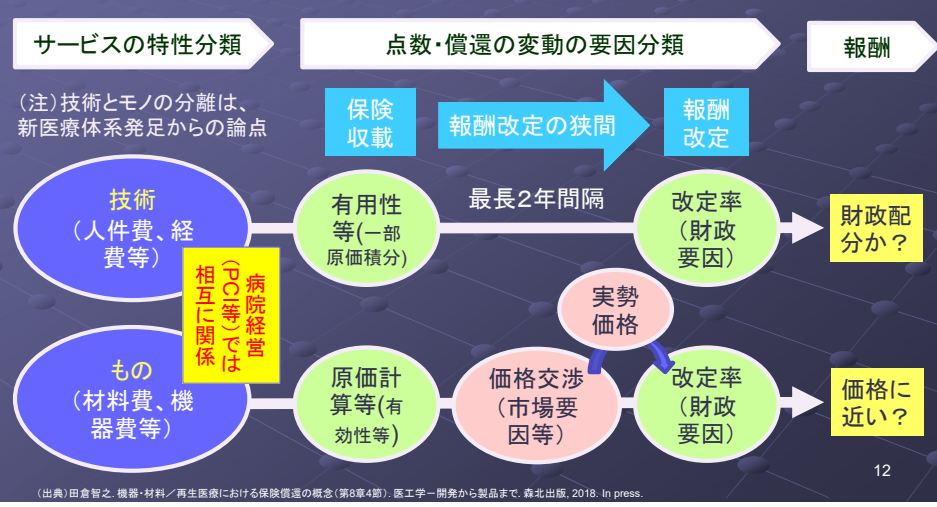 サービスの特性分類
点数・償還の変動の要因分類
報酬
（注）技術とモノの分離は、
新医療体系発足からの論点
保険
収載
報酬改定の狭間
報酬
改定
技術
（人件費、経
費等）
有用性
等(一部
原価積分)
最長２年間隔
改定率
（財政
要因）
財政配
分か？
病院経営
（PCI等）では
相互に関係
実勢
価格
もの
（材料費、機
器費等）
原価計
算等(有
効性等)
価格交渉
（市場要
因等）
改定率
（財政
要因）
価格に
近い？
12
（出典）田倉智之. 機器・材料／再生医療における保険償還の概念（第8章4節）. 医工学－開発から製品まで. 森北出版, 2018. In press.